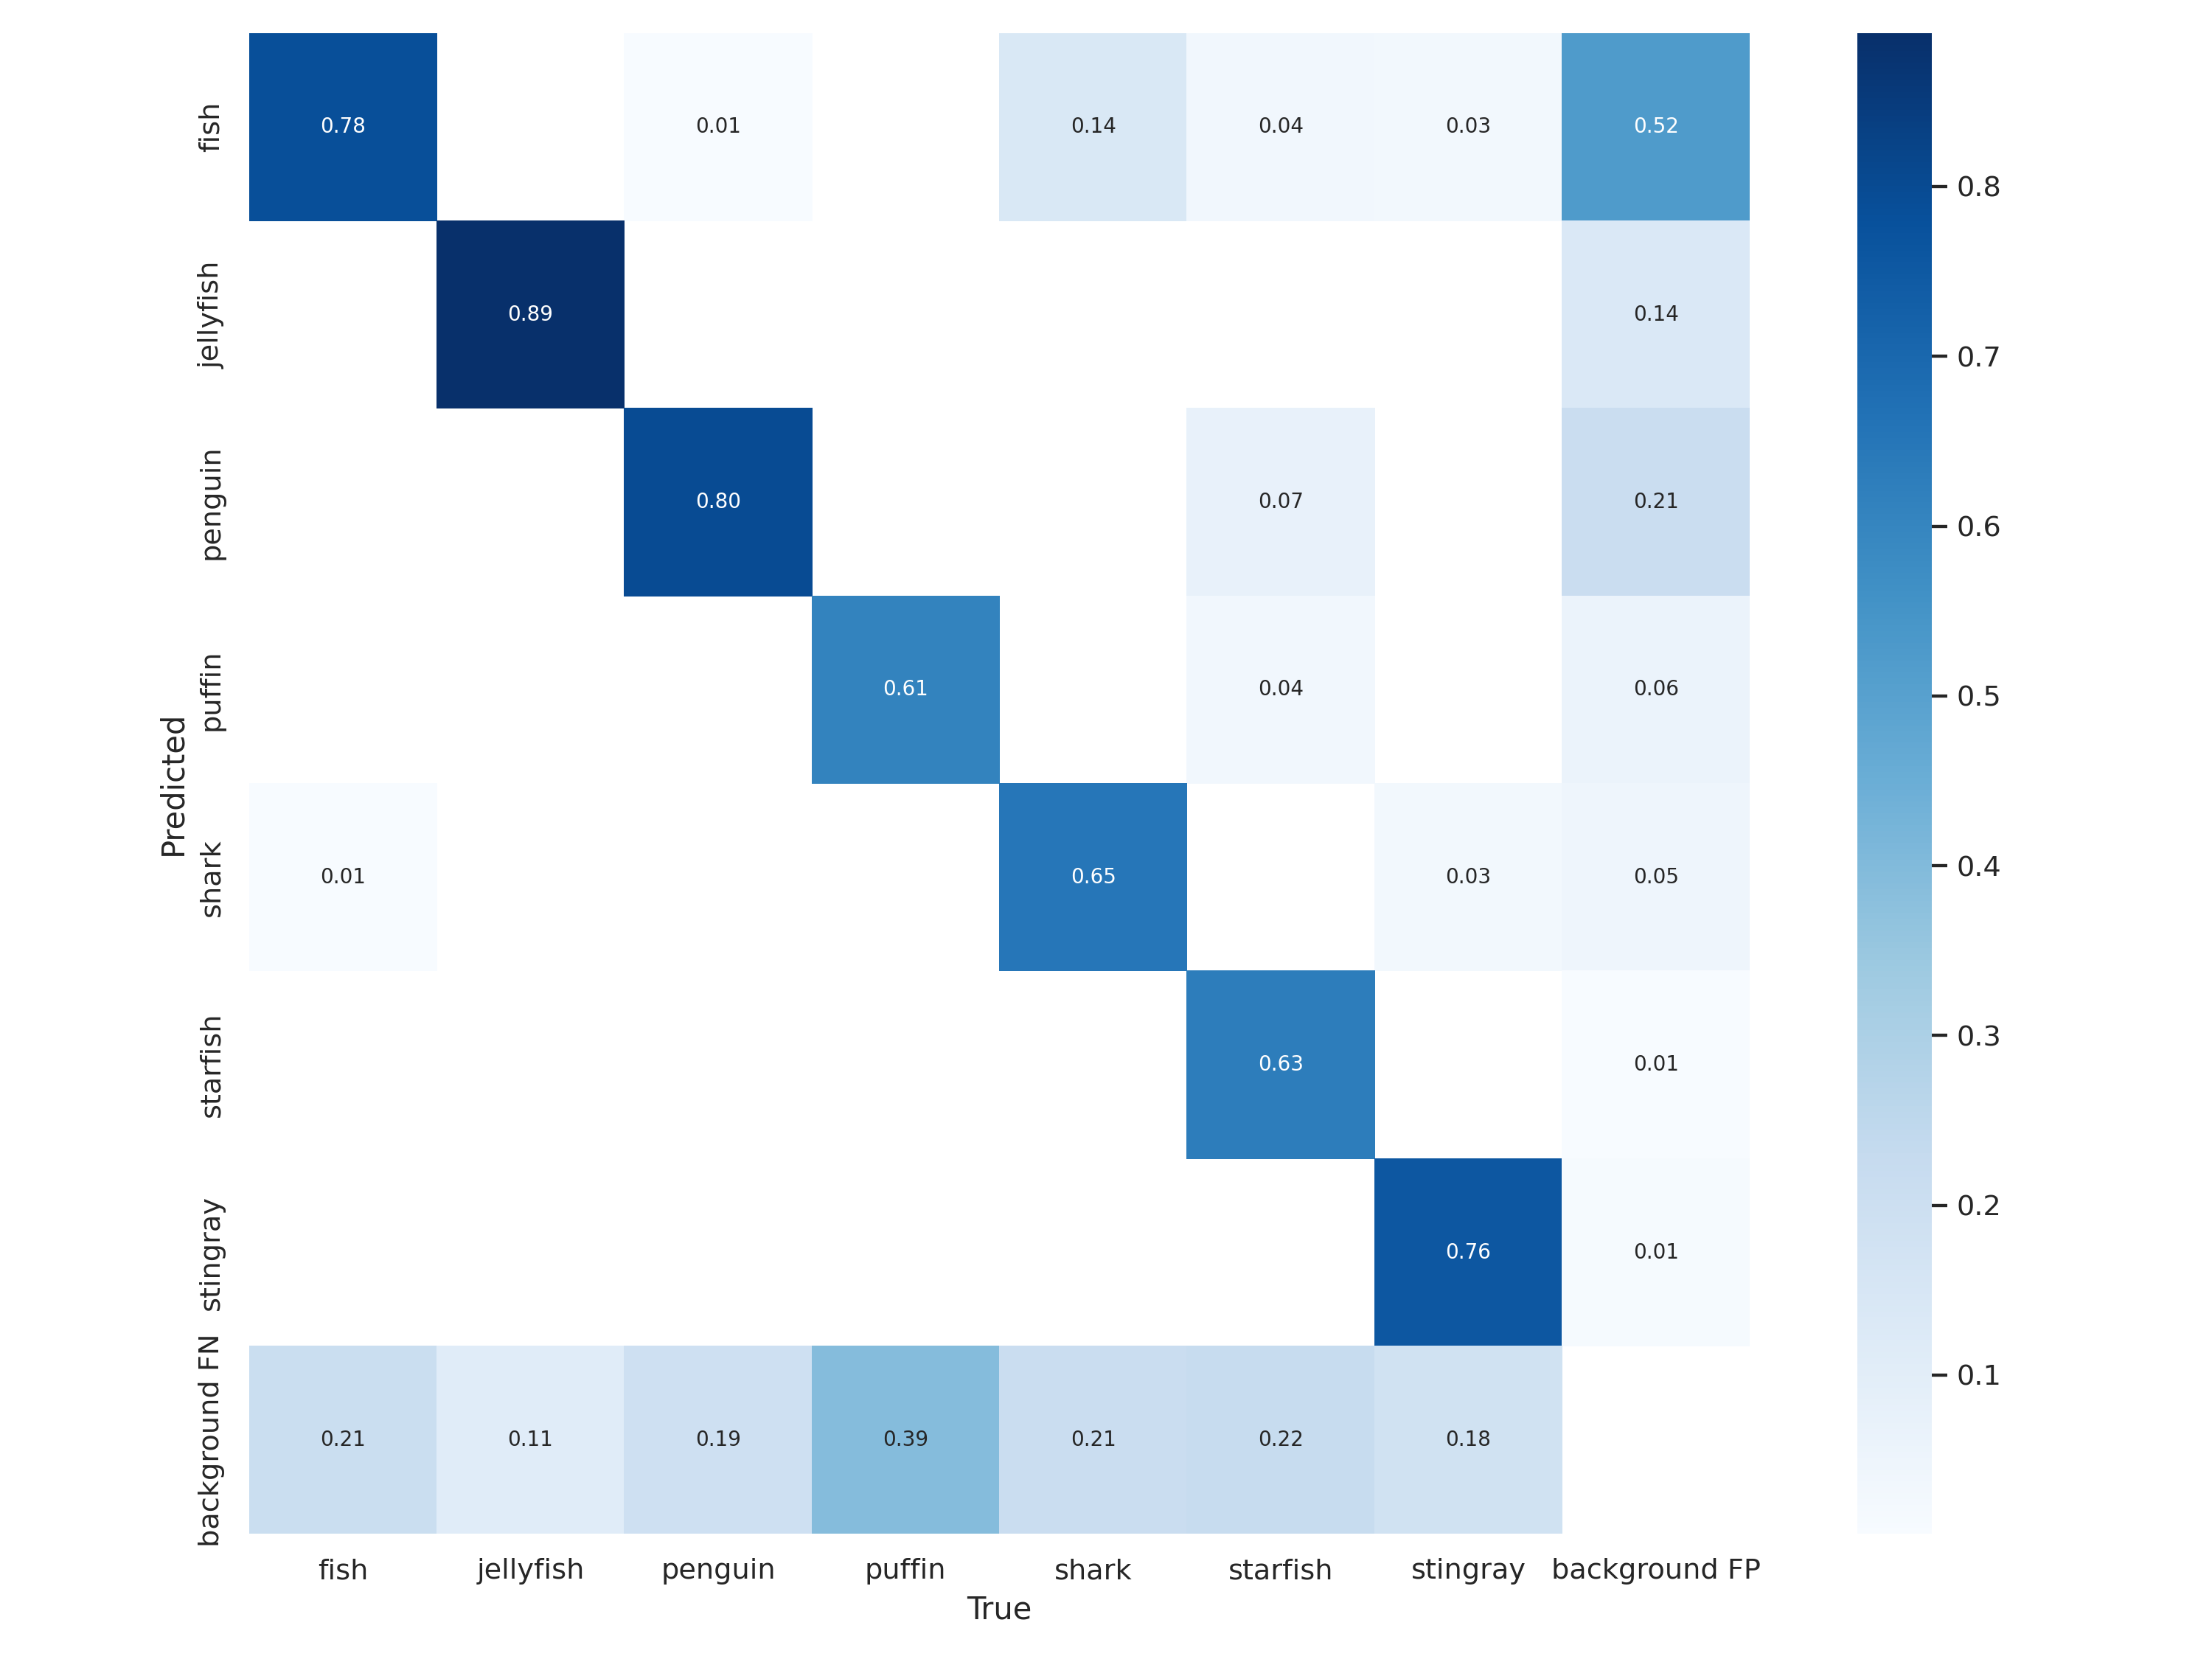 fish 0.78 0.01 0.14 0.04 0.03 0.52
jellyfish 0.89 0.14
penguin 0.80 0.07 0.21
puffin 0.61 0.04 0.06
shark 0.01 0.65 0.03 0.05
starfish 0.63 0.01
stingray 0.76 0.01
background FN 0.21 0.11 0.19 0.39 0.21 0.22 0.18
Predicted
fish jellyfish penguin puffin shark starfish stingray background FP
True
0.8
0.7
0.6
0.5
0.4
0.3
0.2
0.1